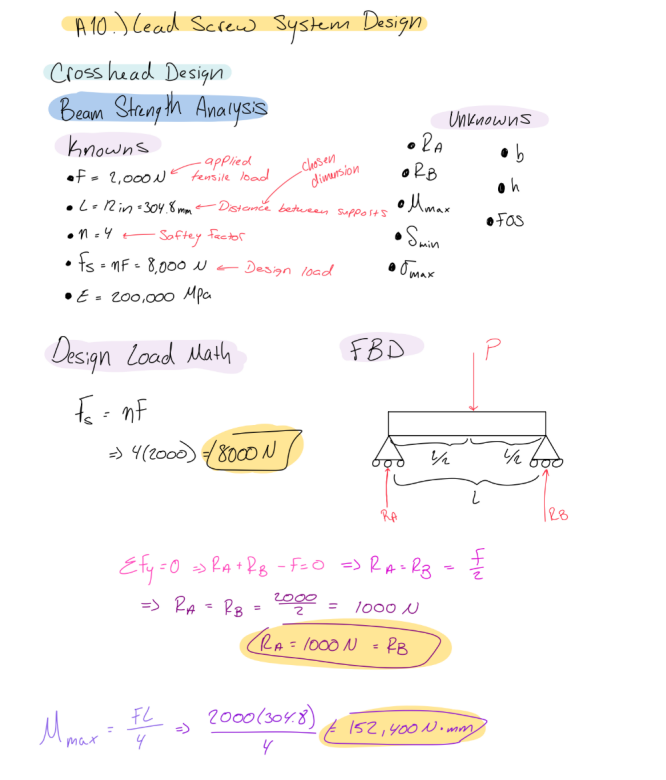 A10.) Lead Screw System Design
Crosshead Design
Beam Strength Analysis
Knowns
• F = 2,000 N ← applied tensile load
• L = 12 in = 304.8 mm ← Distance between supports
chosen dimension
• n = 4 ← Saftey factor
• Fs = nF = 8,000 N ← Design load
• E = 200,000 Mpa
Unknowns
• RA
• RB
• Mmax
• Smin
• σmax
• b
• h
• FOS
Design Load Math
Fs = nF
⇒ 4(2000) = 8000 N
FBD
P
L/2 L/2
L
RA RB
Σfy = 0 ⇒ RA + RB - F = 0 ⇒ RA = RB = F/2
⇒ RA = RB = 2000/2 = 1000 N
RA = 1000 N = RB
Mmax = FL/4 ⇒ 2000(304.8)/4 = 152,400 N·mm